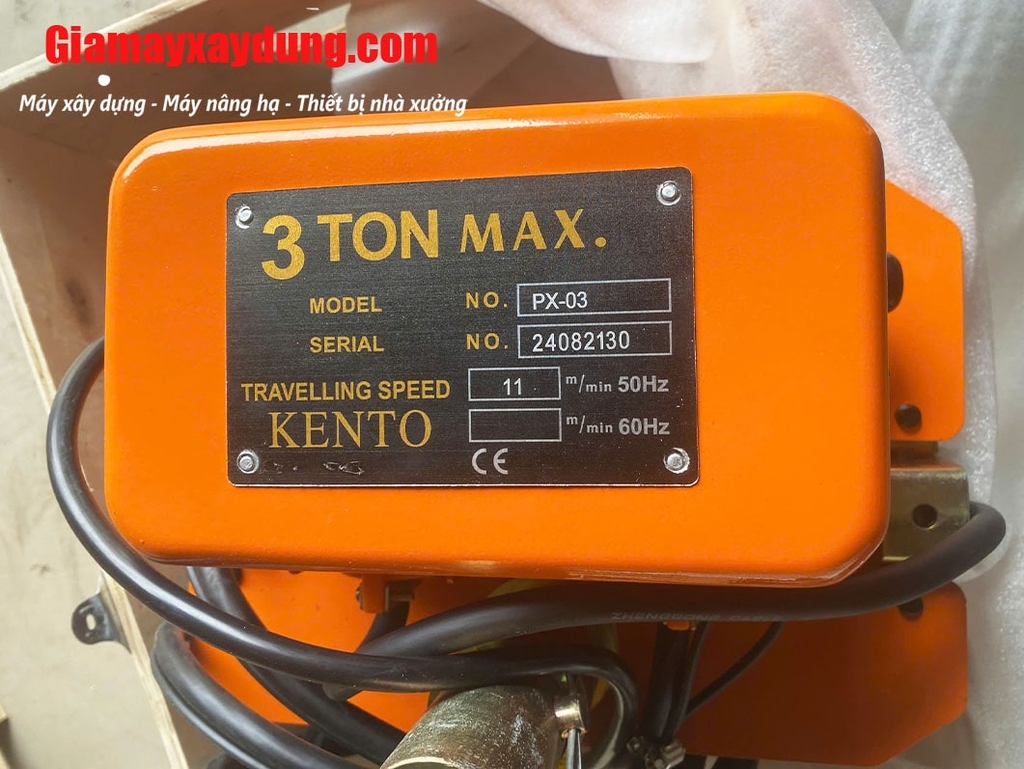 Giamayxaydung.com
Máy xây dựng - Máy nâng hạ - Thiết bị nhà xưởng
3 TON MAX.
MODEL NO. PX-03
SERIAL NO. 24082130
TRAVELLING SPEED 11 m/min 50Hz
KENTO m/min 60Hz
CE